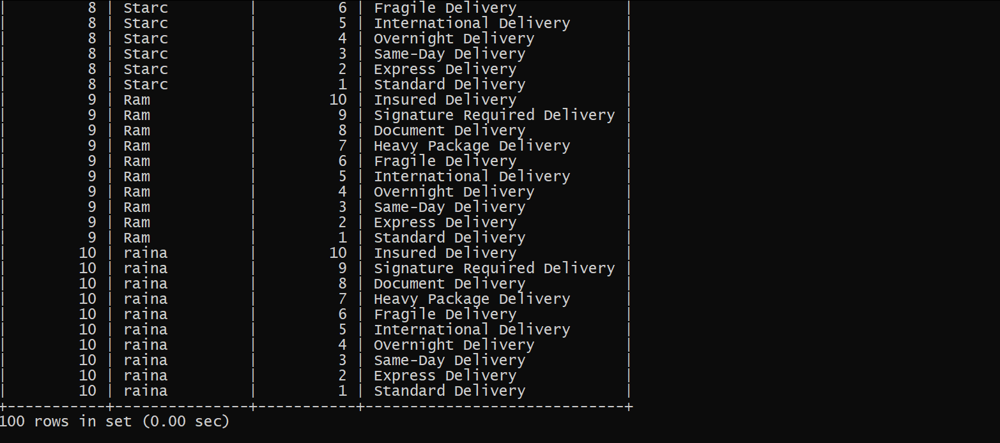 |         8 | Starc         |         6 | Fragile Delivery            |
|         8 | Starc         |         5 | International Delivery      |
|         8 | Starc         |         4 | Overnight Delivery          |
|         8 | Starc         |         3 | Same-Day Delivery           |
|         8 | Starc         |         2 | Express Delivery            |
|         8 | Starc         |         1 | Standard Delivery           |
|         9 | Ram           |        10 | Insured Delivery            |
|         9 | Ram           |         9 | Signature Required Delivery |
|         9 | Ram           |         8 | Document Delivery           |
|         9 | Ram           |         7 | Heavy Package Delivery      |
|         9 | Ram           |         6 | Fragile Delivery            |
|         9 | Ram           |         5 | International Delivery      |
|         9 | Ram           |         4 | Overnight Delivery          |
|         9 | Ram           |         3 | Same-Day Delivery           |
|         9 | Ram           |         2 | Express Delivery            |
|         9 | Ram           |         1 | Standard Delivery           |
|        10 | raina         |        10 | Insured Delivery            |
|        10 | raina         |         9 | Signature Required Delivery |
|        10 | raina         |         8 | Document Delivery           |
|        10 | raina         |         7 | Heavy Package Delivery      |
|        10 | raina         |         6 | Fragile Delivery            |
|        10 | raina         |         5 | International Delivery      |
|        10 | raina         |         4 | Overnight Delivery          |
|        10 | raina         |         3 | Same-Day Delivery           |
|        10 | raina         |         2 | Express Delivery            |
|        10 | raina         |         1 | Standard Delivery           |
+-----------+---------------+-----------+-----------------------------+
100 rows in set (0.00 sec)